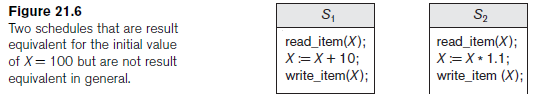 Figure 21.6
Two schedules that are result
equivalent for the initial value
of X= 100 but are not result
equivalent in general.
S₁
read_item(X);
X:= X+ 10;
write_item(X);
S₂
read_item(X);
X:= X * 1.1;
write_item (X);